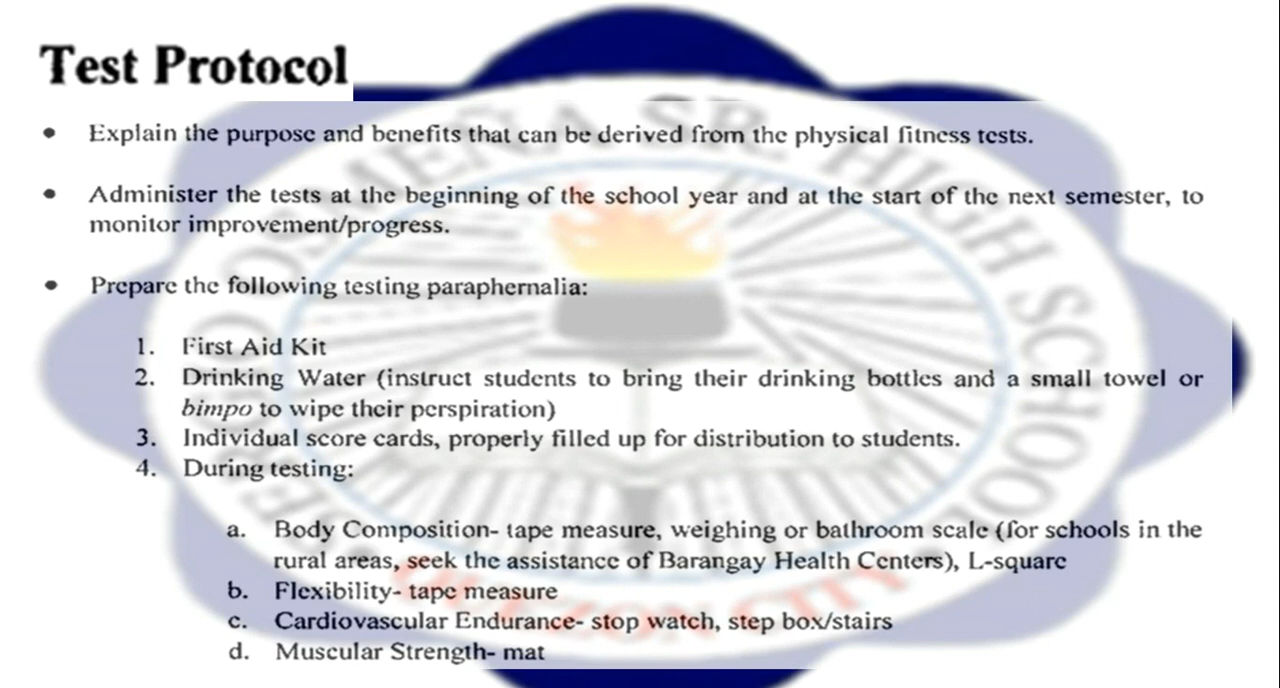 Test Protocol
• Explain the purpose and benefits that can be derived from the physical fitness tests.
• Administer the tests at the beginning of the school year and at the start of the next semester, to
monitor improvement/progress.
• Prepare the following testing paraphernalia:
1. First Aid Kit
2. Drinking Water (instruct students to bring their drinking bottles and a small towel or
bimpo to wipe their perspiration)
3. Individual score cards, properly filled up for distribution to students.
4. During testing:
a. Body Composition- tape measure, weighing or bathroom scale (for schools in the
rural areas, seek the assistance of Barangay Health Centers), L-square
b. Flexibility- tape measure
c. Cardiovascular Endurance- stop watch, step box/stairs
d. Muscular Strength- mat
OSMEÑA SR. HIGH SCHOOL
QUEZON CITY